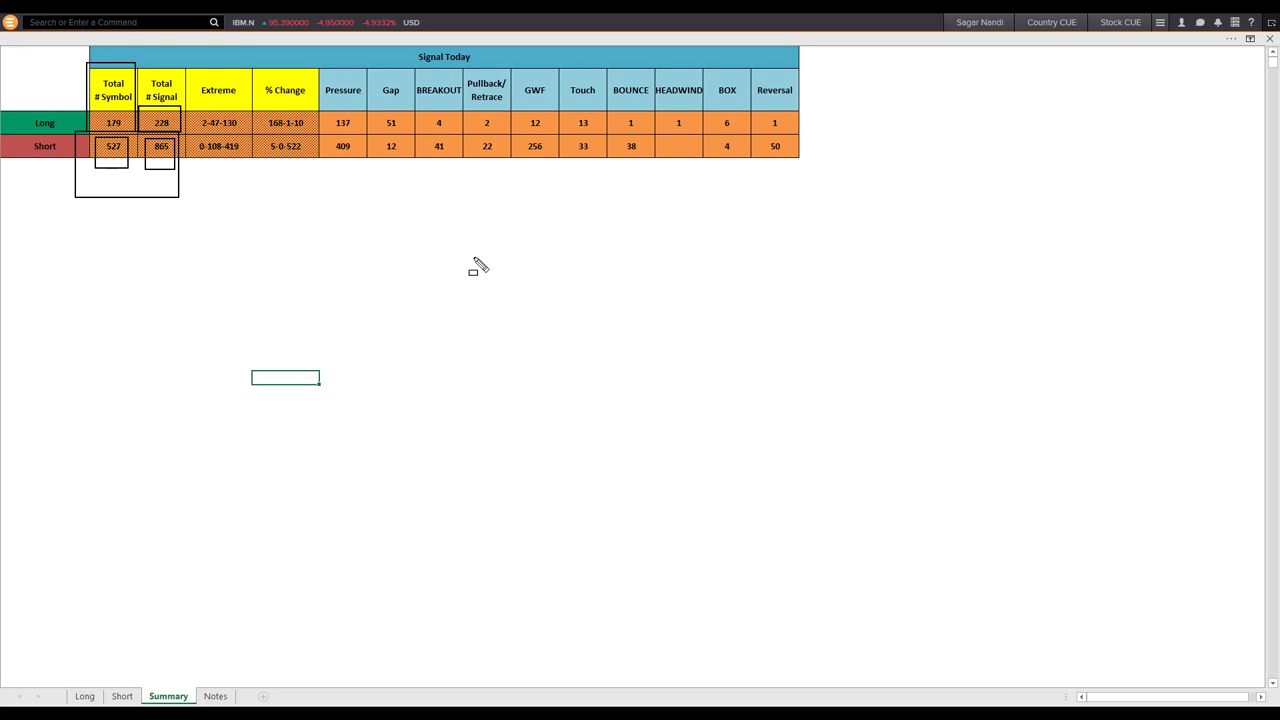 Search or Enter a Command IBM.N 95.390000 -4.950000 -4.9332% USD Sagar Nandi Country CUE Stock CUE
Signal Today
Total # Symbol Total # Signal Extreme % Change Pressure Gap BREAKOUT Pullback/ Retrace GWF Touch BOUNCE HEADWIND BOX Reversal
Long 179 228 2-47-130 168-1-10 137 51 4 2 12 13 1 1 6 1
Short 527 865 0-108-419 5-0-522 409 12 41 22 256 33 38 4 50
Long Short Summary Notes